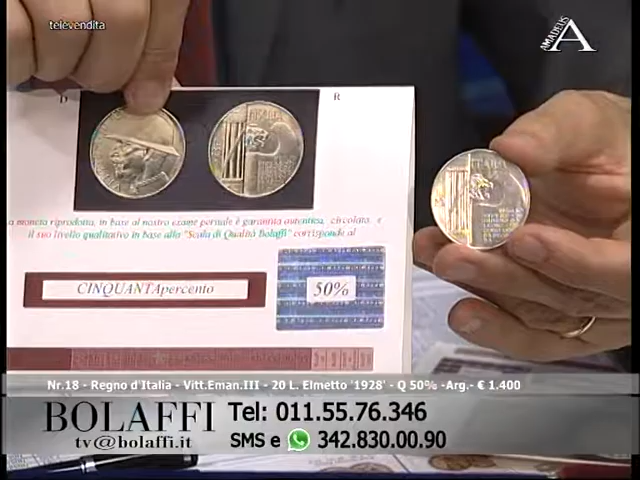 televendita
AMADEUS
A
D
R
ITALIA
a moneta riprodotta, in base al nostro esame peritale è garantita autentica, circolata, e
il suo livello qualitativo in base alla "Scala di Qualità Bolaffi" corrisponde al
CINQUANTApercento
50%
Nr.18 - Regno d'Italia - Vitt.Eman.III - 20 L. Elmetto '1928' - Q 50% -Arg.- € 1.400
BOLAFFI
tv@bolaffi.it
Tel: 011.55.76.346
SMS e 342.830.00.90